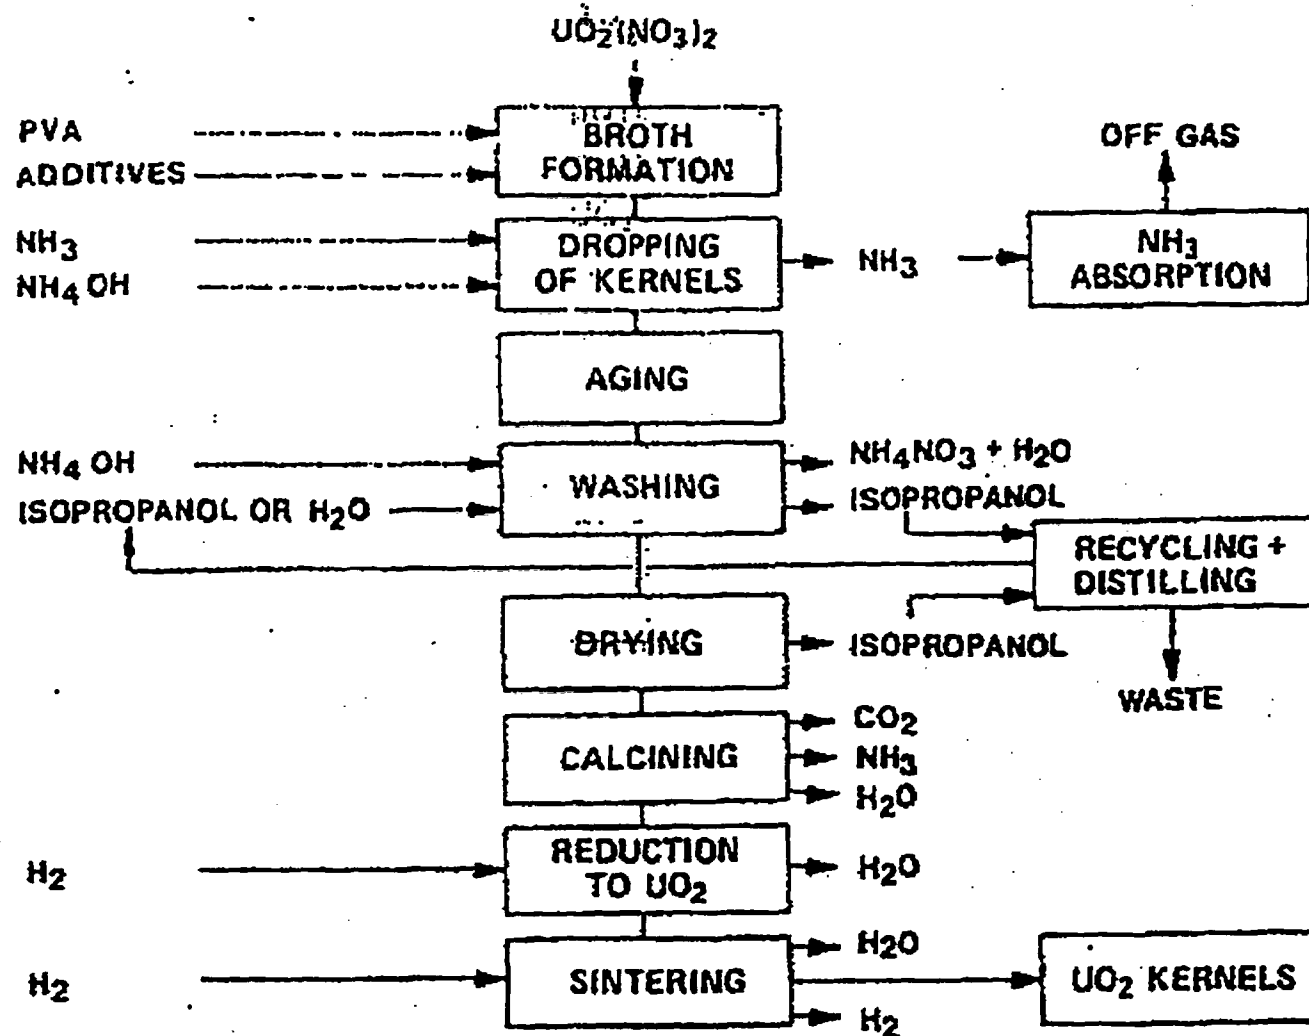 UO2(NO3)2
PVA
ADDITIVES
BROTH
FORMATION
OFF GAS
NH3
NH4OH
DROPPING
OF KERNELS
NH3
NH3
ABSORPTION
AGING
NH4OH
ISOPROPANOL OR H2O
WASHING
NH4NO3 + H2O
ISOPROPANOL
RECYCLING +
DISTILLING
DRYING
ISOPROPANOL
WASTE
CALCINING
CO2
NH3
H2O
H2
REDUCTION
TO UO2
H2O
H2
SINTERING
H2O
H2
UO2 KERNELS